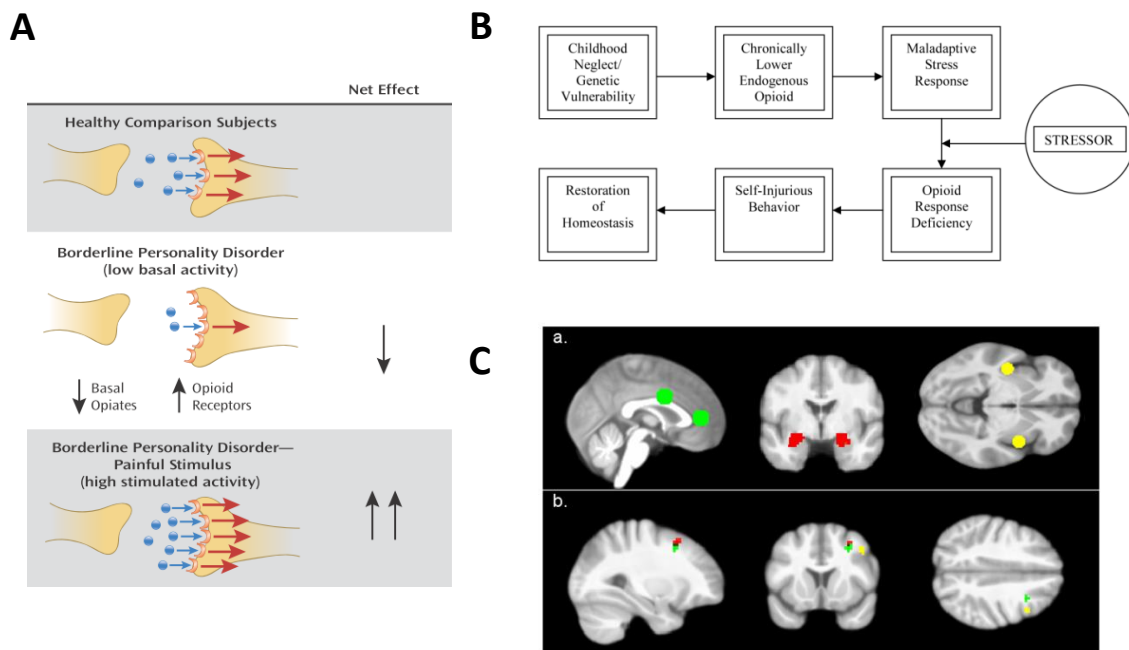 A
Net Effect
Healthy Comparison Subjects
Borderline Personality Disorder
(low basal activity)
Basal
Opiates
Opioid
Receptors
Borderline Personality Disorder—
Painful Stimulus
(high stimulated activity)
B
Childhood
Neglect/
Genetic
Vulnerability
Chronically
Lower
Endogenous
Opioid
Maladaptive
Stress
Response
STRESSOR
Opioid
Response
Deficiency
Self-Injurious
Behavior
Restoration
of
Homeostasis
C
a.
b.